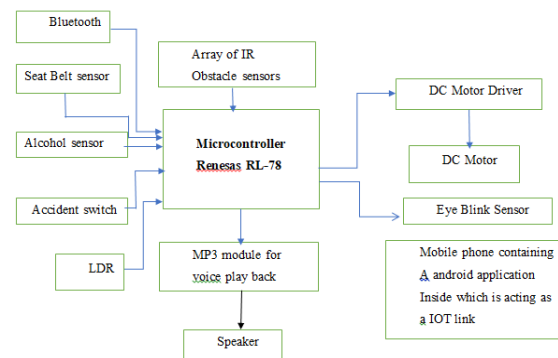 Bluetooth
Array of IR
Obstacle sensors
Seat Belt sensor
DC Motor Driver
Alcohol sensor
Microcontroller
Renesas RL-78
DC Motor
Accident switch
Eye Blink Sensor
LDR
MP3 module for
voice play back
Mobile phone containing
A android application
Inside which is acting as
a IOT link
Speaker